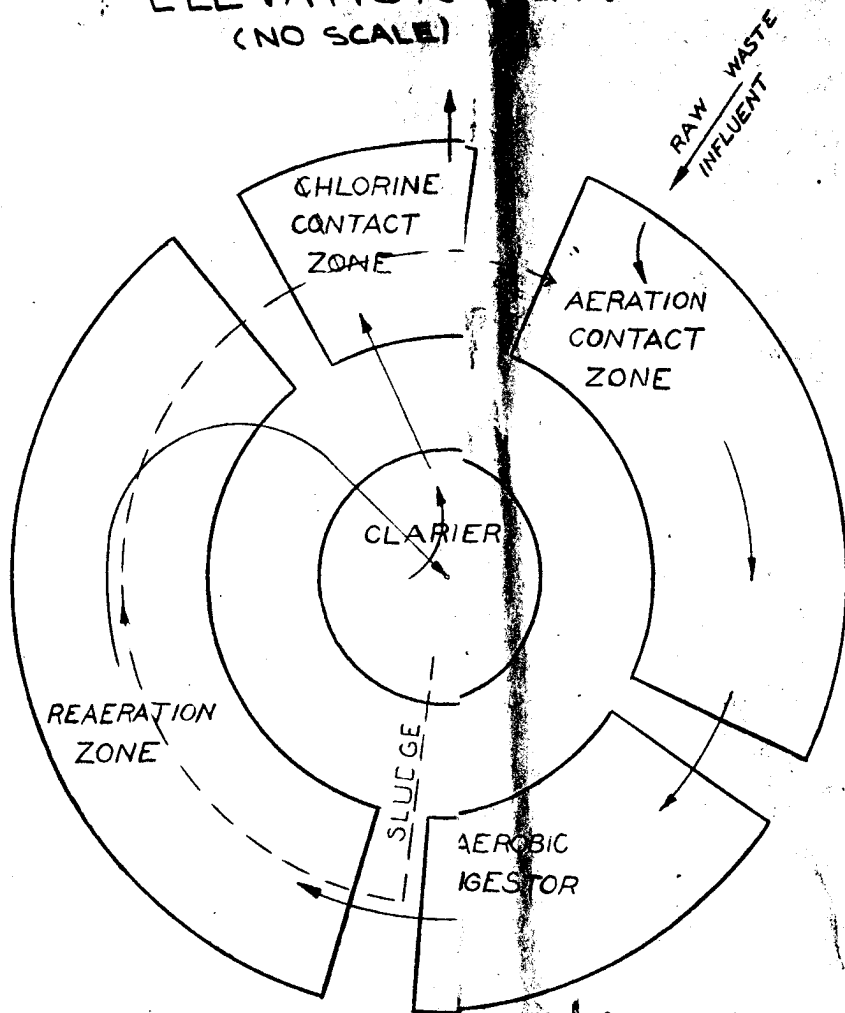 (NO SCALE)
RAW WASTE
INFLUENT
CHLORINE
CONTACT
ZONE
AERATION
CONTACT
ZONE
CLARIER
REAERATION
ZONE
SLUDGE
AEROBIC
IGESTOR